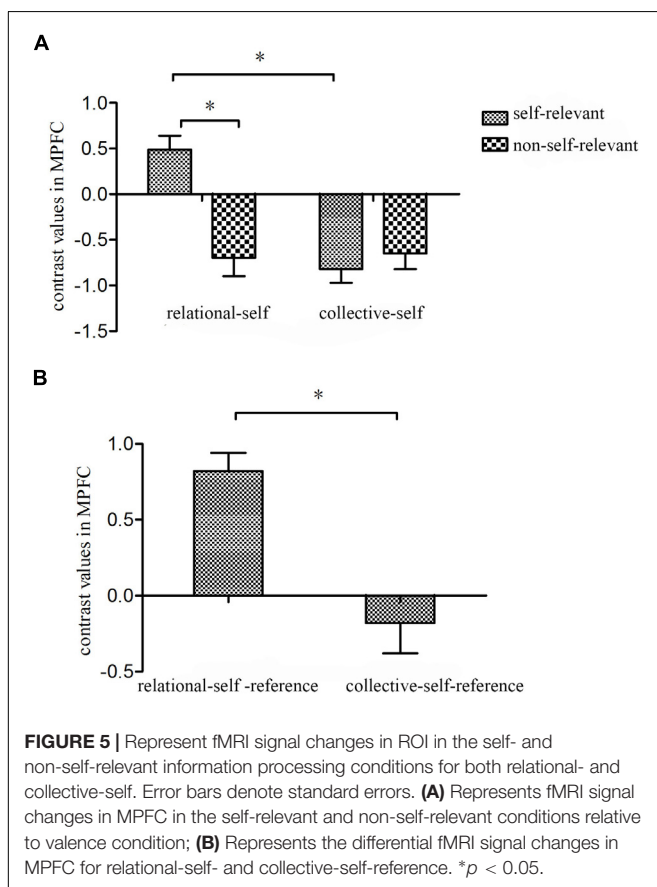 A
*
*
1.0
0.5
0.0
-0.5
-1.0
-1.5
contrast values in MPFC
self-relevant
non-self-relevant
relational-self collective-self
B
*
1.0
0.5
0.0
-0.5
contrast values in MPFC
relational-self -reference collective-self-reference
FIGURE 5 | Represent fMRI signal changes in ROI in the self- and
non-self-relevant information processing conditions for both relational- and
collective-self. Error bars denote standard errors. (A) Represents fMRI signal
changes in MPFC in the self-relevant and non-self-relevant conditions relative
to valence condition; (B) Represents the differential fMRI signal changes in
MPFC for relational-self- and collective-self-reference. *p < 0.05.